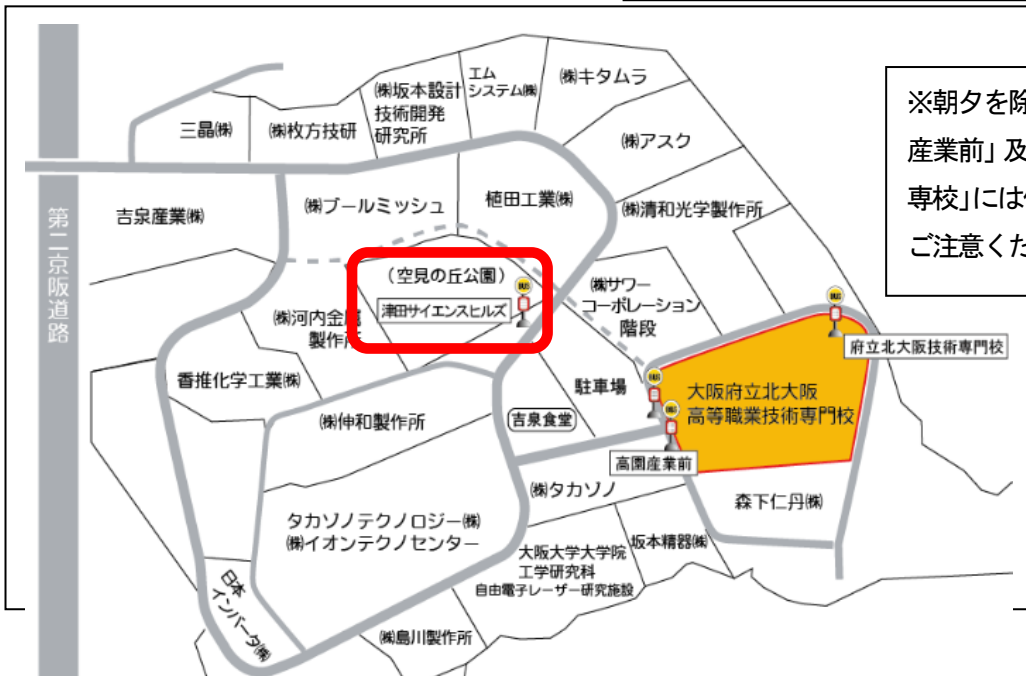 ※朝夕を除
産業前」及
専校」には
ご注意くだ
エム
システム㈱
㈱キタムラ
㈱坂本設計
技術開発
研究所
三晶㈱
㈱枚方技研
㈱アスク
第二京阪道路
吉泉産業㈱
㈱ブールミッシュ
植田工業㈱
㈱清和光学製作所
(空見の丘公園)
BUS
津田サイエンスヒルズ
㈱サワー
コーポレーション
階段
BUS
府立北大阪技術専門校
㈱河内金属
製作所
香推化学工業㈱
駐車場
BUS
大阪府立北大阪
高等職業技術専門校
BUS
㈱伸和製作所
吉泉食堂
高園産業前
㈱タカゾノ
森下仁丹㈱
タカゾノテクノロジー㈱
㈱イオンテクノセンター
坂本精器㈱
大阪大学大学院
工学研究科
自由電子レーザー研究施設
日本
インバータ㈱
㈱島川製作所